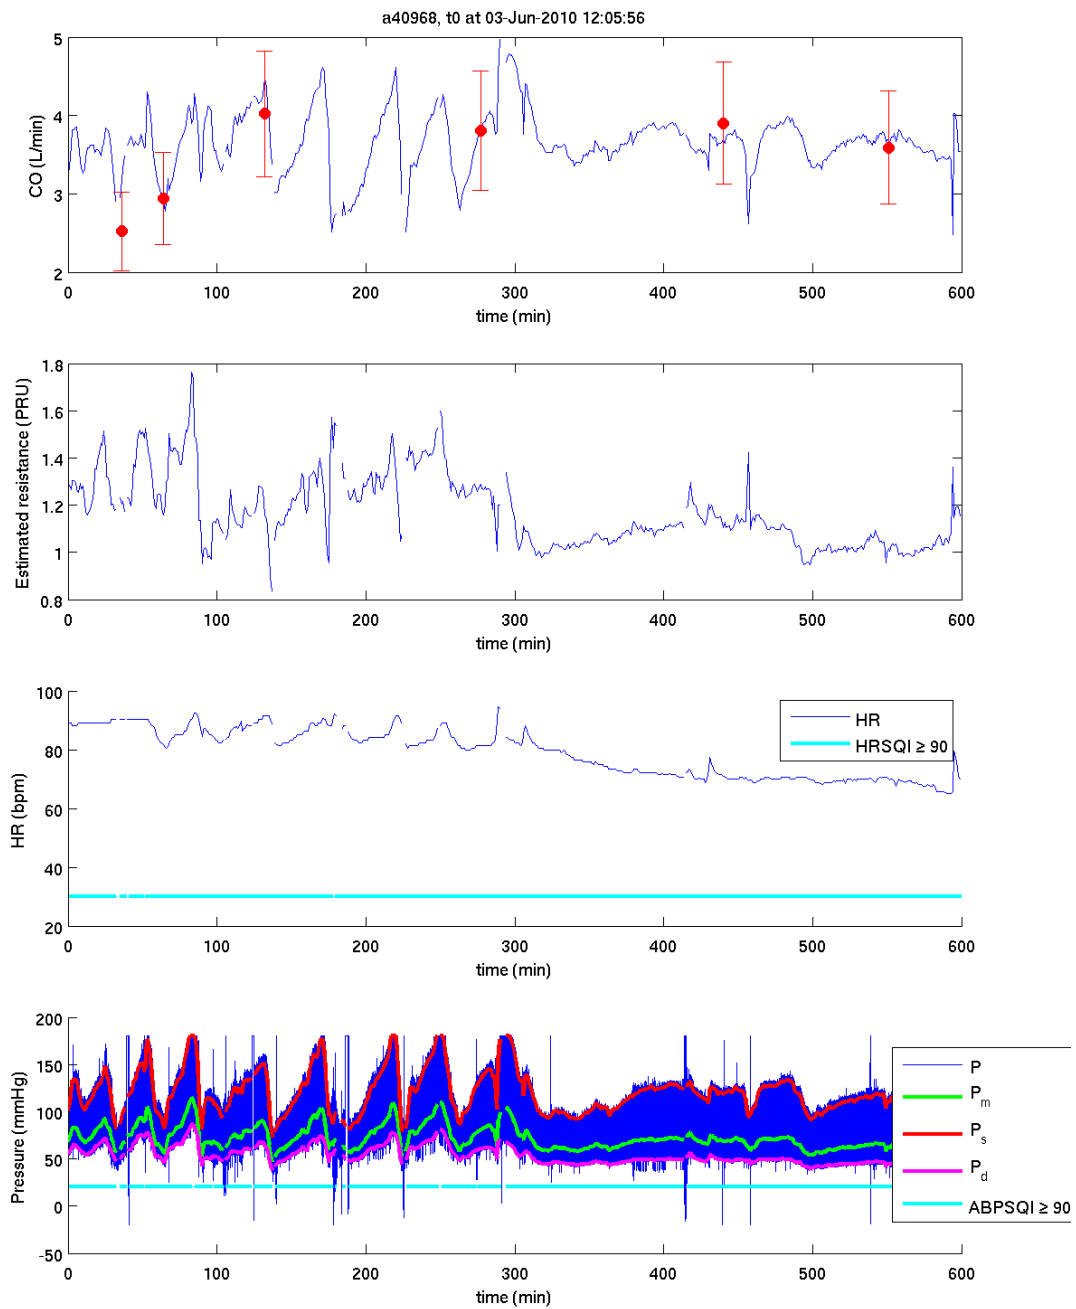 a40968, t0 at 03-Jun-2010 12:05:56
CO (L/min)
5
4
3
2
0 100 200 300 400 500 600
time (min)
Estimated resistance (PRU)
1.8
1.6
1.4
1.2
1
0.8
0 100 200 300 400 500 600
time (min)
HR (bpm)
100
80
60
40
20
HR
HRSQI ≥ 90
0 100 200 300 400 500 600
time (min)
Pressure (mmHg)
200
150
100
50
0
-50
P
Pm
Ps
Pd
ABPSQI ≥ 90
0 100 200 300 400 500 600
time (min)